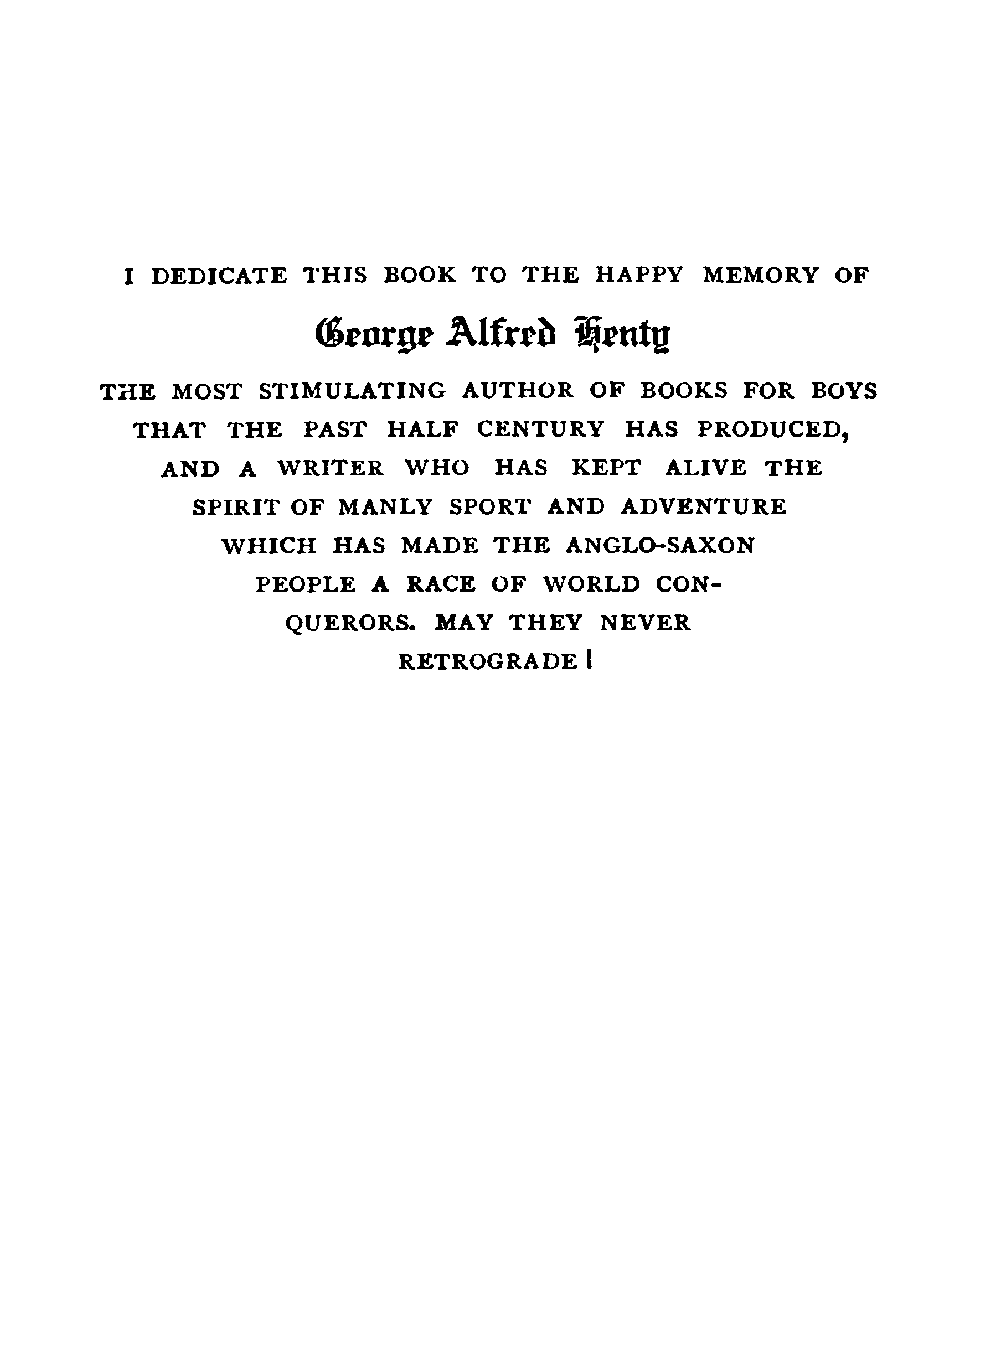 I DEDICATE THIS BOOK TO THE HAPPY MEMORY OF
George Alfred Henty
THE MOST STIMULATING AUTHOR OF BOOKS FOR BOYS
THAT THE PAST HALF CENTURY HAS PRODUCED,
AND A WRITER WHO HAS KEPT ALIVE THE
SPIRIT OF MANLY SPORT AND ADVENTURE
WHICH HAS MADE THE ANGLO-SAXON
PEOPLE A RACE OF WORLD CON-
QUERORS. MAY THEY NEVER
RETROGRADE!